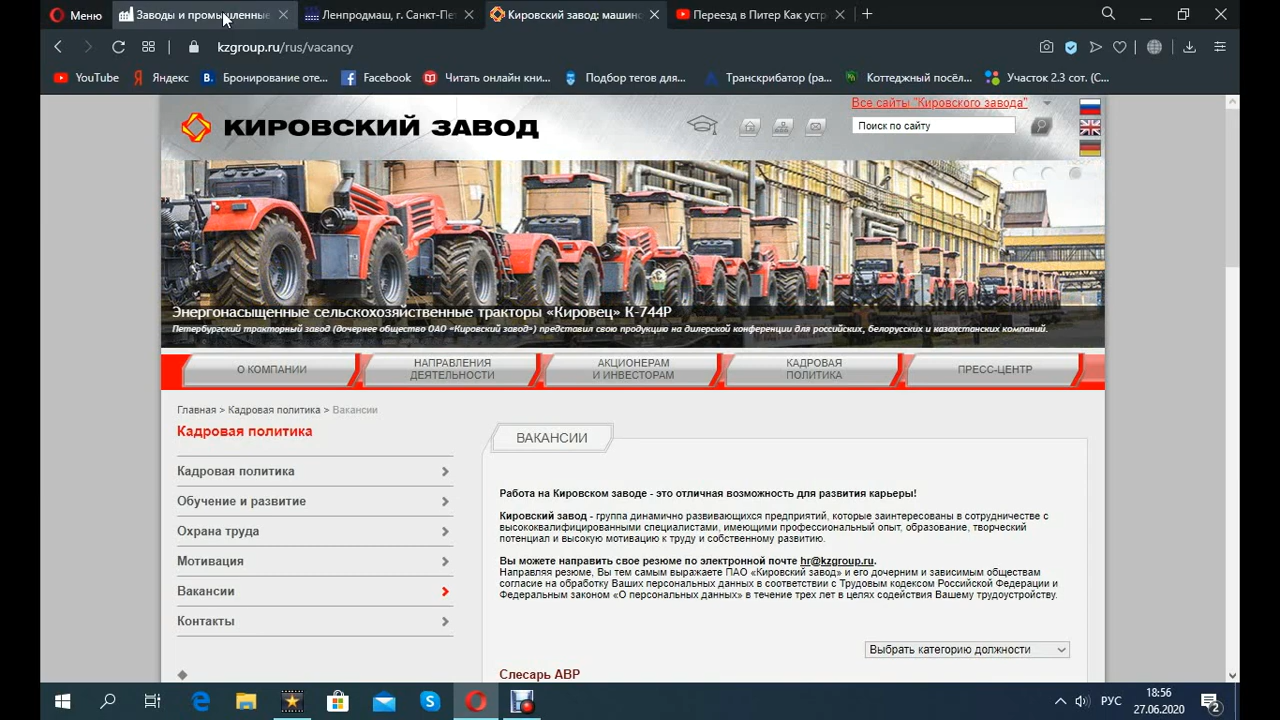 Меню
Заводы и промышленные
Ленпродмаш, г. Санкт-Пе
Кировский завод: машино
Переезд в Питер Как устр
kzgroup.ru/rus/vacancy
YouTube
Яндекс
Бронирование оте...
Facebook
Читать онлайн кни...
Подбор тегов для...
Транскрибатор (ра...
Коттеджный посёл...
Участок 2.3 сот. (С...
КИРОВСКИЙ ЗАВОД
Все сайты "Кировского завода"
Поиск по сайту
Энергонасыщенные сельскохозяйственные тракторы «Кировец» К-744Р
Петербургский тракторный завод (дочернее общество ОАО «Кировский завод») представил свою продукцию на дилерской конференции для российских, белорусских и казахстанских компаний.
О КОМПАНИИ
НАПРАВЛЕНИЯ
ДЕЯТЕЛЬНОСТИ
АКЦИОНЕРАМ
И ИНВЕСТОРАМ
КАДРОВАЯ
ПОЛИТИКА
ПРЕСС-ЦЕНТР
Главная > Кадровая политика > Вакансии
Кадровая политика
Кадровая политика
Обучение и развитие
Охрана труда
Мотивация
Вакансии
Контакты
ВАКАНСИИ
Работа на Кировском заводе - это отличная возможность для развития карьеры!
Кировский завод - группа динамично развивающихся предприятий, которые заинтересованы в сотрудничестве с
высококвалифицированными специалистами, имеющими профессиональный опыт, образование, творческий
потенциал и высокую мотивацию к труду и собственному развитию.
Вы можете направить свое резюме по электронной почте hr@kzgroup.ru.
Направляя резюме, Вы тем самым выражаете ПАО «Кировский завод» и его дочерним и зависимым обществам
согласие на обработку Ваших персональных данных в соответствии с Трудовым кодексом Российской Федерации и
Федеральным законом «О персональных данных» в течение трех лет в целях содействия Вашему трудоустройству.
Выбрать категорию должности
Слесарь АВР
РУС
18:56
27.06.2020
2